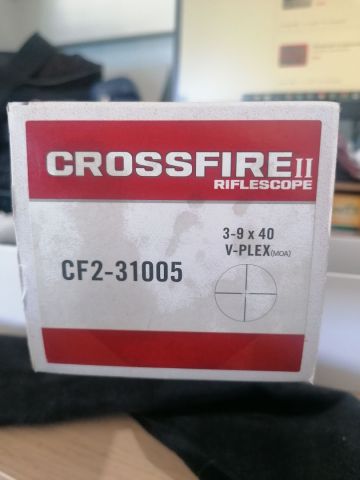 CROSSFIRE II
RIFLESCOPE
3-9 x 40
V-PLEX (MOA)
CF2-31005